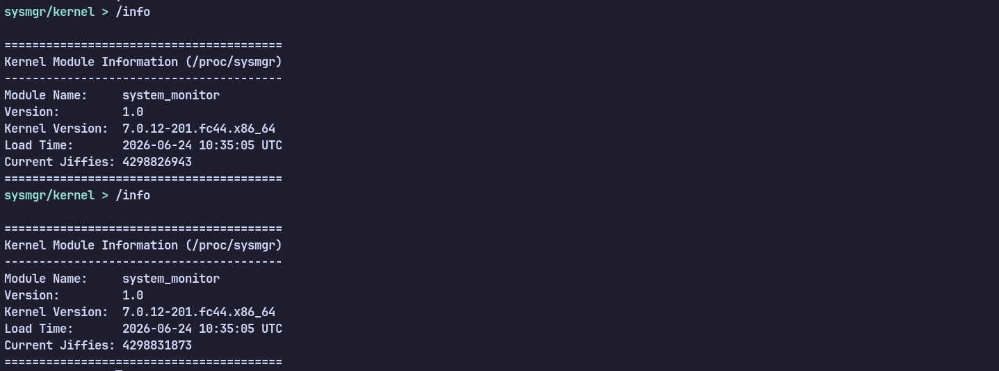 sysmgr/kernel > /info
========================================
Kernel Module Information (/proc/sysmgr)
----------------------------------------
Module Name:     system_monitor
Version:         1.0
Kernel Version:  7.0.12-201.fc44.x86_64
Load Time:       2026-06-24 10:35:05 UTC
Current Jiffies: 4298826943
========================================
sysmgr/kernel > /info
========================================
Kernel Module Information (/proc/sysmgr)
----------------------------------------
Module Name:     system_monitor
Version:         1.0
Kernel Version:  7.0.12-201.fc44.x86_64
Load Time:       2026-06-24 10:35:05 UTC
Current Jiffies: 4298831873
========================================